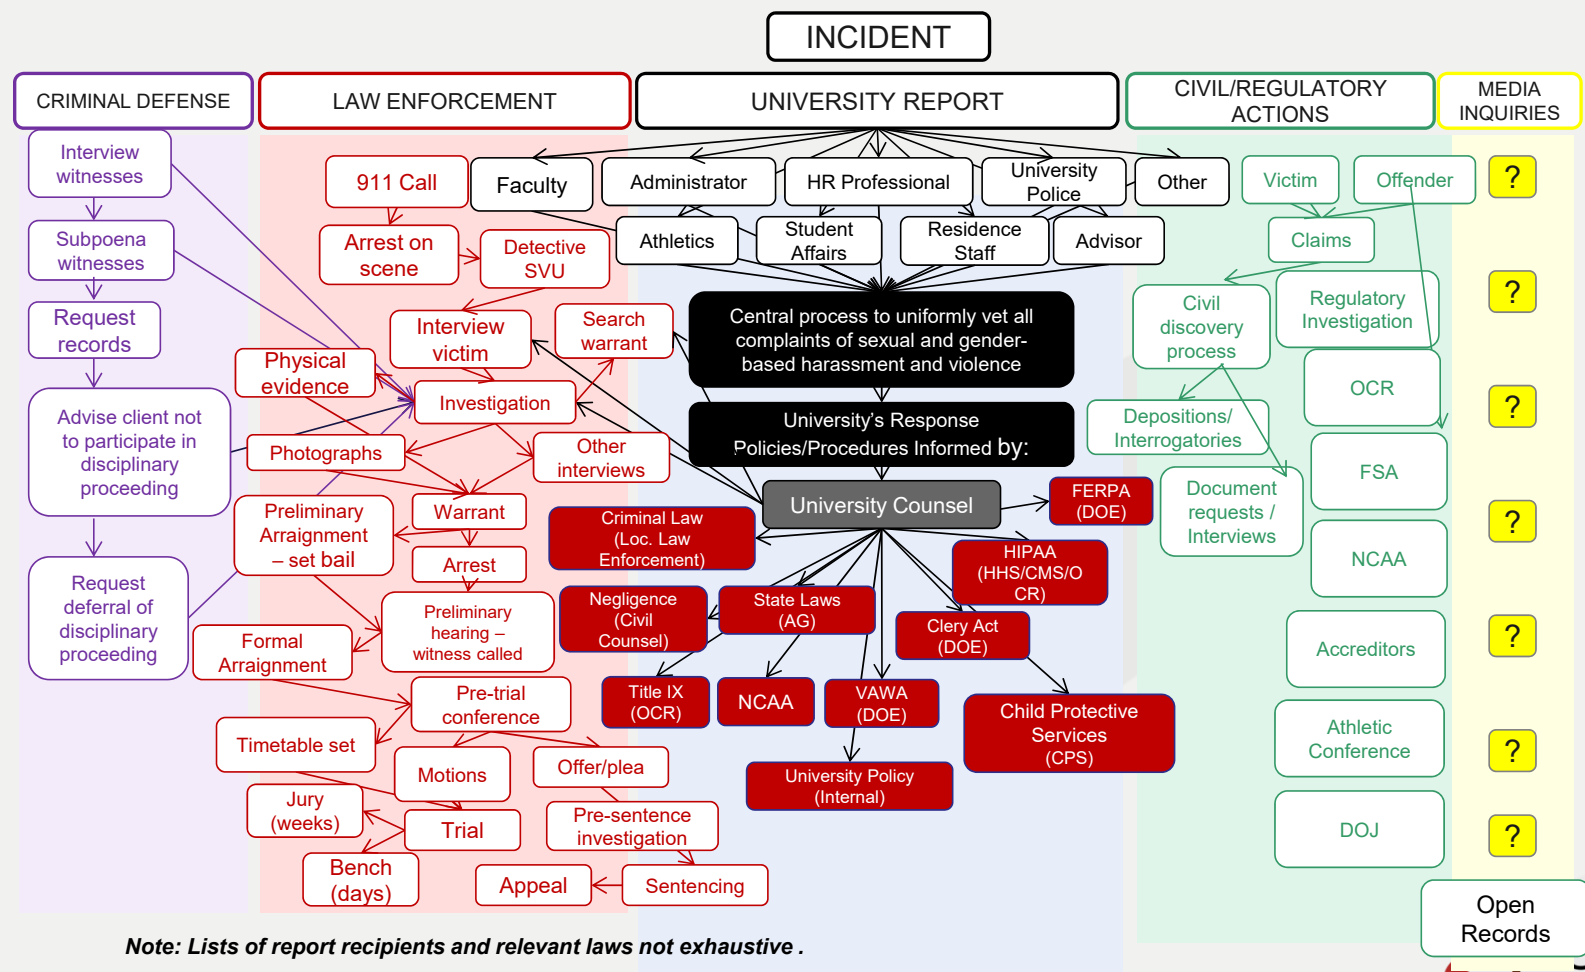 INCIDENT
CRIMINAL DEFENSE
LAW ENFORCEMENT
UNIVERSITY REPORT
CIVIL/REGULATORY
ACTIONS
MEDIA
INQUIRIES
Interview
witnesses
Subpoena
witnesses
Request
records
Advise client not
to participate in
disciplinary
proceeding
Request
deferral of
disciplinary
proceeding
911 Call
Arrest on
scene
Detective
SVU
Interview
victim
Search
warrant
Physical
evidence
Investigation
Photographs
Other
interviews
Warrant
Preliminary
Arraignment
– set bail
Arrest
Preliminary
hearing –
witness called
Formal
Arraignment
Pre-trial
conference
Timetable set
Motions
Offer/plea
Jury
(weeks)
Trial
Pre-sentence
investigation
Bench
(days)
Appeal
Sentencing
Faculty
Administrator
HR Professional
University
Police
Other
Athletics
Student
Affairs
Residence
Staff
Advisor
Central process to uniformly vet all
complaints of sexual and gender-
based harassment and violence
University’s Response
Policies/Procedures Informed by:
University Counsel
FERPA
(DOE)
Criminal Law
(Loc. Law
Enforcement)
HIPAA
(HHS/CMS/O
CR)
Negligence
(Civil
Counsel)
State Laws
(AG)
Clery Act
(DOE)
Title IX
(OCR)
NCAA
VAWA
(DOE)
Child Protective
Services
(CPS)
University Policy
(Internal)
Victim
Offender
Claims
Civil
discovery
process
Regulatory
Investigation
OCR
Depositions/
Interrogatories
FSA
Document
requests /
Interviews
NCAA
Accreditors
Athletic
Conference
DOJ
?
?
?
?
?
?
?
Open
Records
Note: Lists of report recipients and relevant laws not exhaustive .